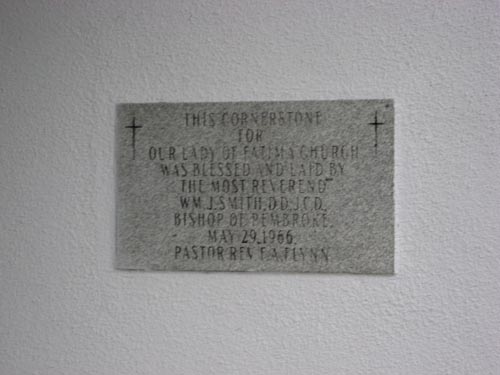 THIS CORNERSTONE
FOR
OUR LADY OF FATIMA CHURCH
WAS BLESSED AND LAID BY
THE MOST REVEREND
WM.J.SMITH,D.D.,J.C.D.
BISHOP OF PEMBROKE.
MAY 29,1966.
PASTOR REV. F.A.FLYNN